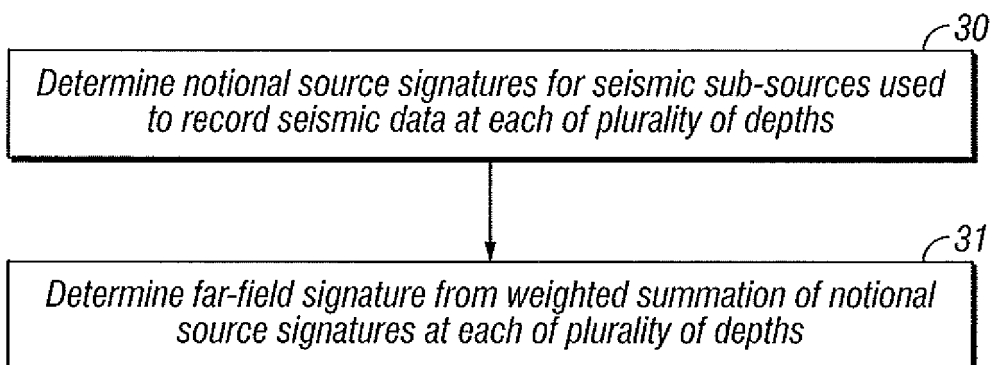 30
Determine notional source signatures for seismic sub-sources used
to record seismic data at each of plurality of depths
31
Determine far-field signature from weighted summation of notional
source signatures at each of plurality of depths